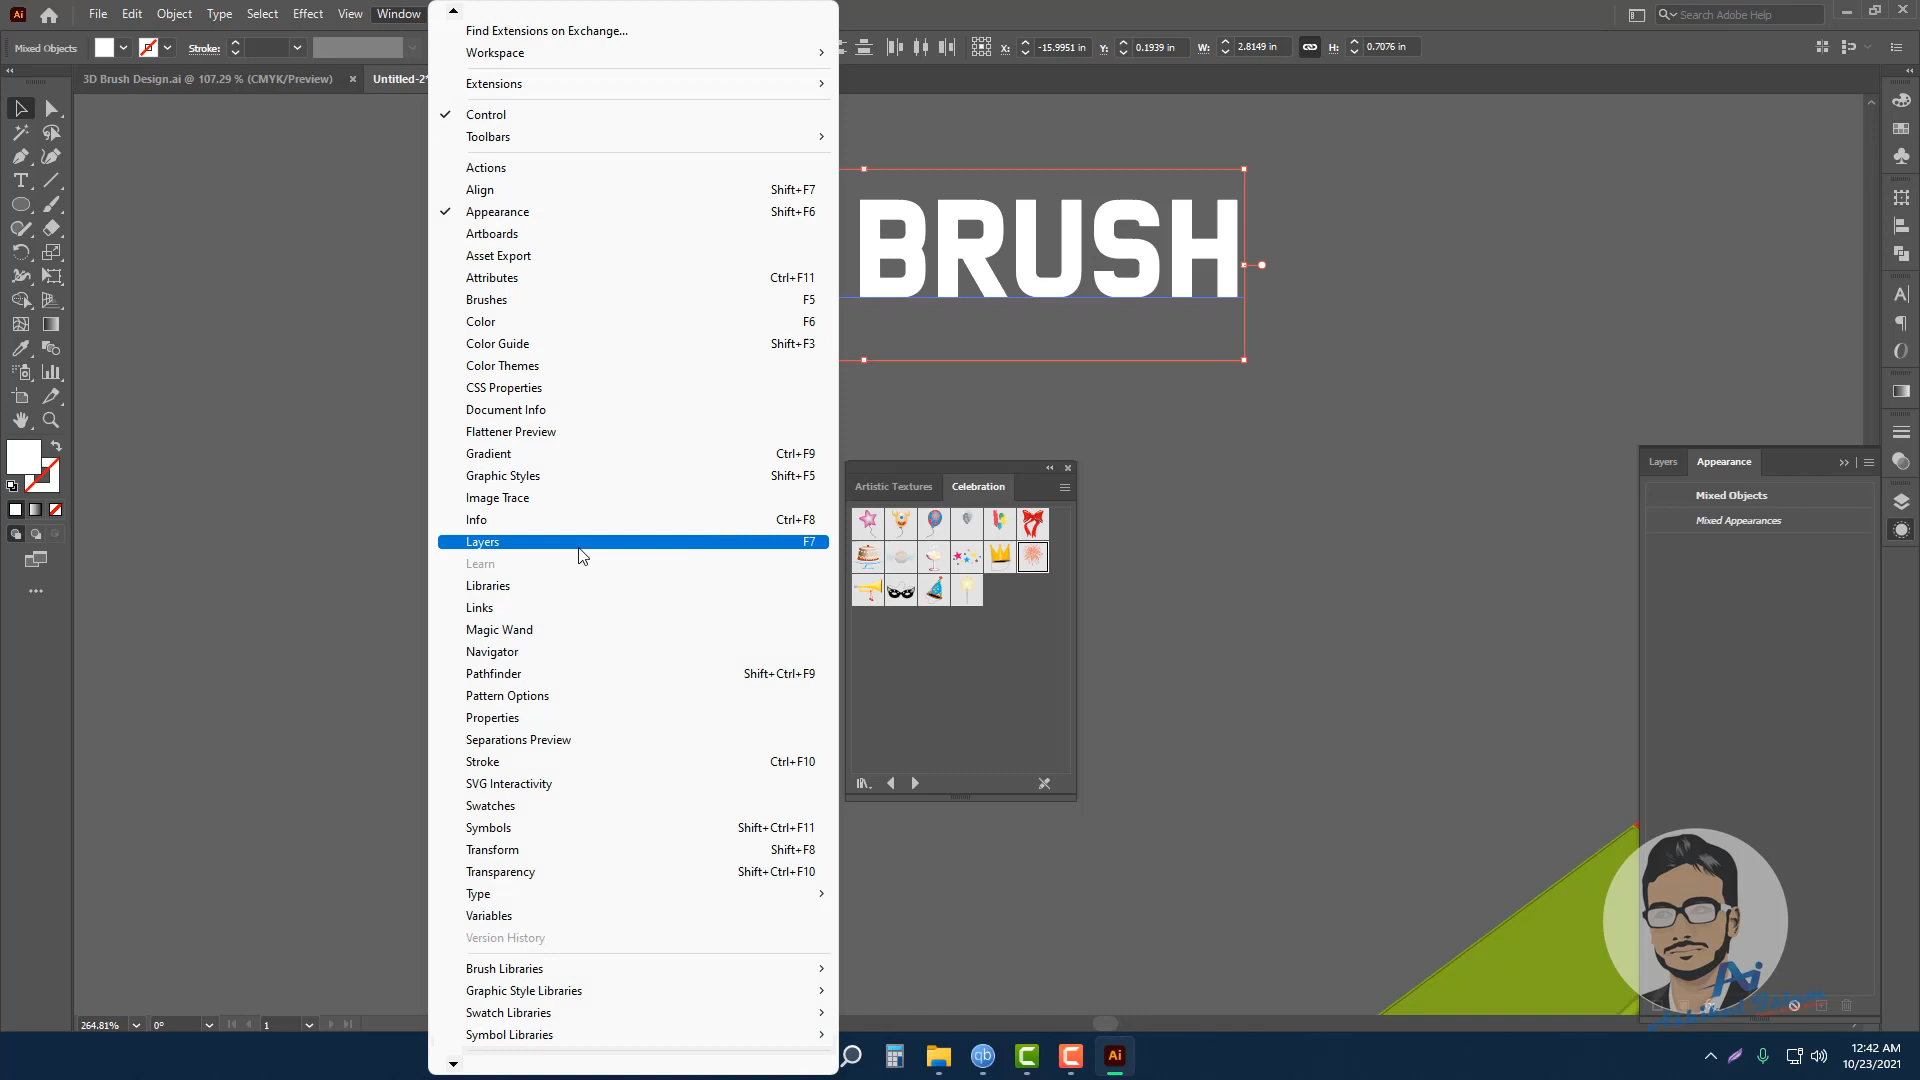 Ai
File Edit Object Type Select Effect View Window
Search Adobe Help
Mixed Objects
Stroke:
X: -15.9951 in Y: 0.1939 in W: 2.8149 in H: 0.7076 in
3D Brush Design.ai @ 107.29 % (CMYK/Preview) ×
Untitled-2*
Find Extensions on Exchange...
Workspace
Extensions
Control
Toolbars
Actions
Align Shift+F7
Appearance Shift+F6
Artboards
Asset Export
Attributes Ctrl+F11
Brushes F5
Color F6
Color Guide Shift+F3
Color Themes
CSS Properties
Document Info
Flattener Preview
Gradient Ctrl+F9
Graphic Styles Shift+F5
Image Trace
Info Ctrl+F8
Layers F7
Learn
Libraries
Links
Magic Wand
Navigator
Pathfinder Shift+Ctrl+F9
Pattern Options
Properties
Separations Preview
Stroke Ctrl+F10
SVG Interactivity
Swatches
Symbols Shift+Ctrl+F11
Transform Shift+F8
Transparency Shift+Ctrl+F10
Type
Variables
Version History
Brush Libraries
Graphic Style Libraries
Swatch Libraries
Symbol Libraries
BRUSH
Artistic Textures Celebration
Layers Appearance
Mixed Objects
Mixed Appearances
264.81% 0° 1
qb
Ai
12:42 AM
10/23/2021